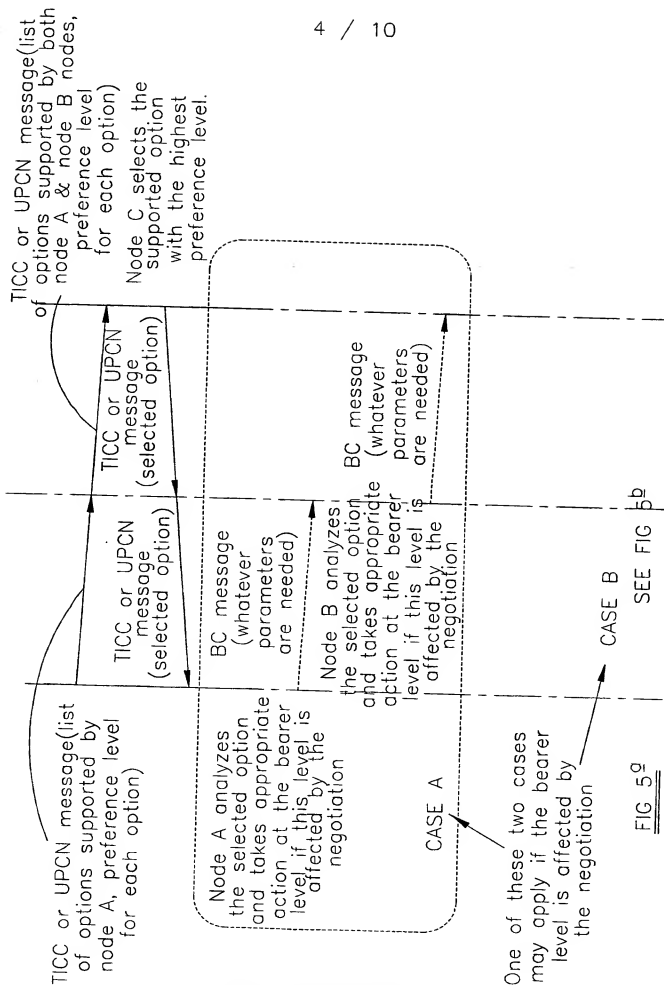 4 / 10
TICC or UPCN message(list
of options supported by
node A, preference level
for each option)
TICC or UPCN
message
(selected option)
TICC or UPCN
message
(selected option)
TICC or UPCN message(list
of options supported by both
node A & node B nodes,
preference level
for each option)
Node C selects the
supported option
with the highest
preference level.
Node A analyzes
the selected option
and takes appropriate
action at the bearer
level if this level is
affected by the
negotiation
BC message
(whatever
parameters
are needed)
Node B analyzes
the selected option
and takes appropriate
action at the bearer
level if this level is
affected by the
negotiation
BC message
(whatever
parameters
are needed)
CASE A
One of these two cases
may apply if the bearer
level is affected by
the negotiation
CASE B
SEE FIG 5b
FIG 5a